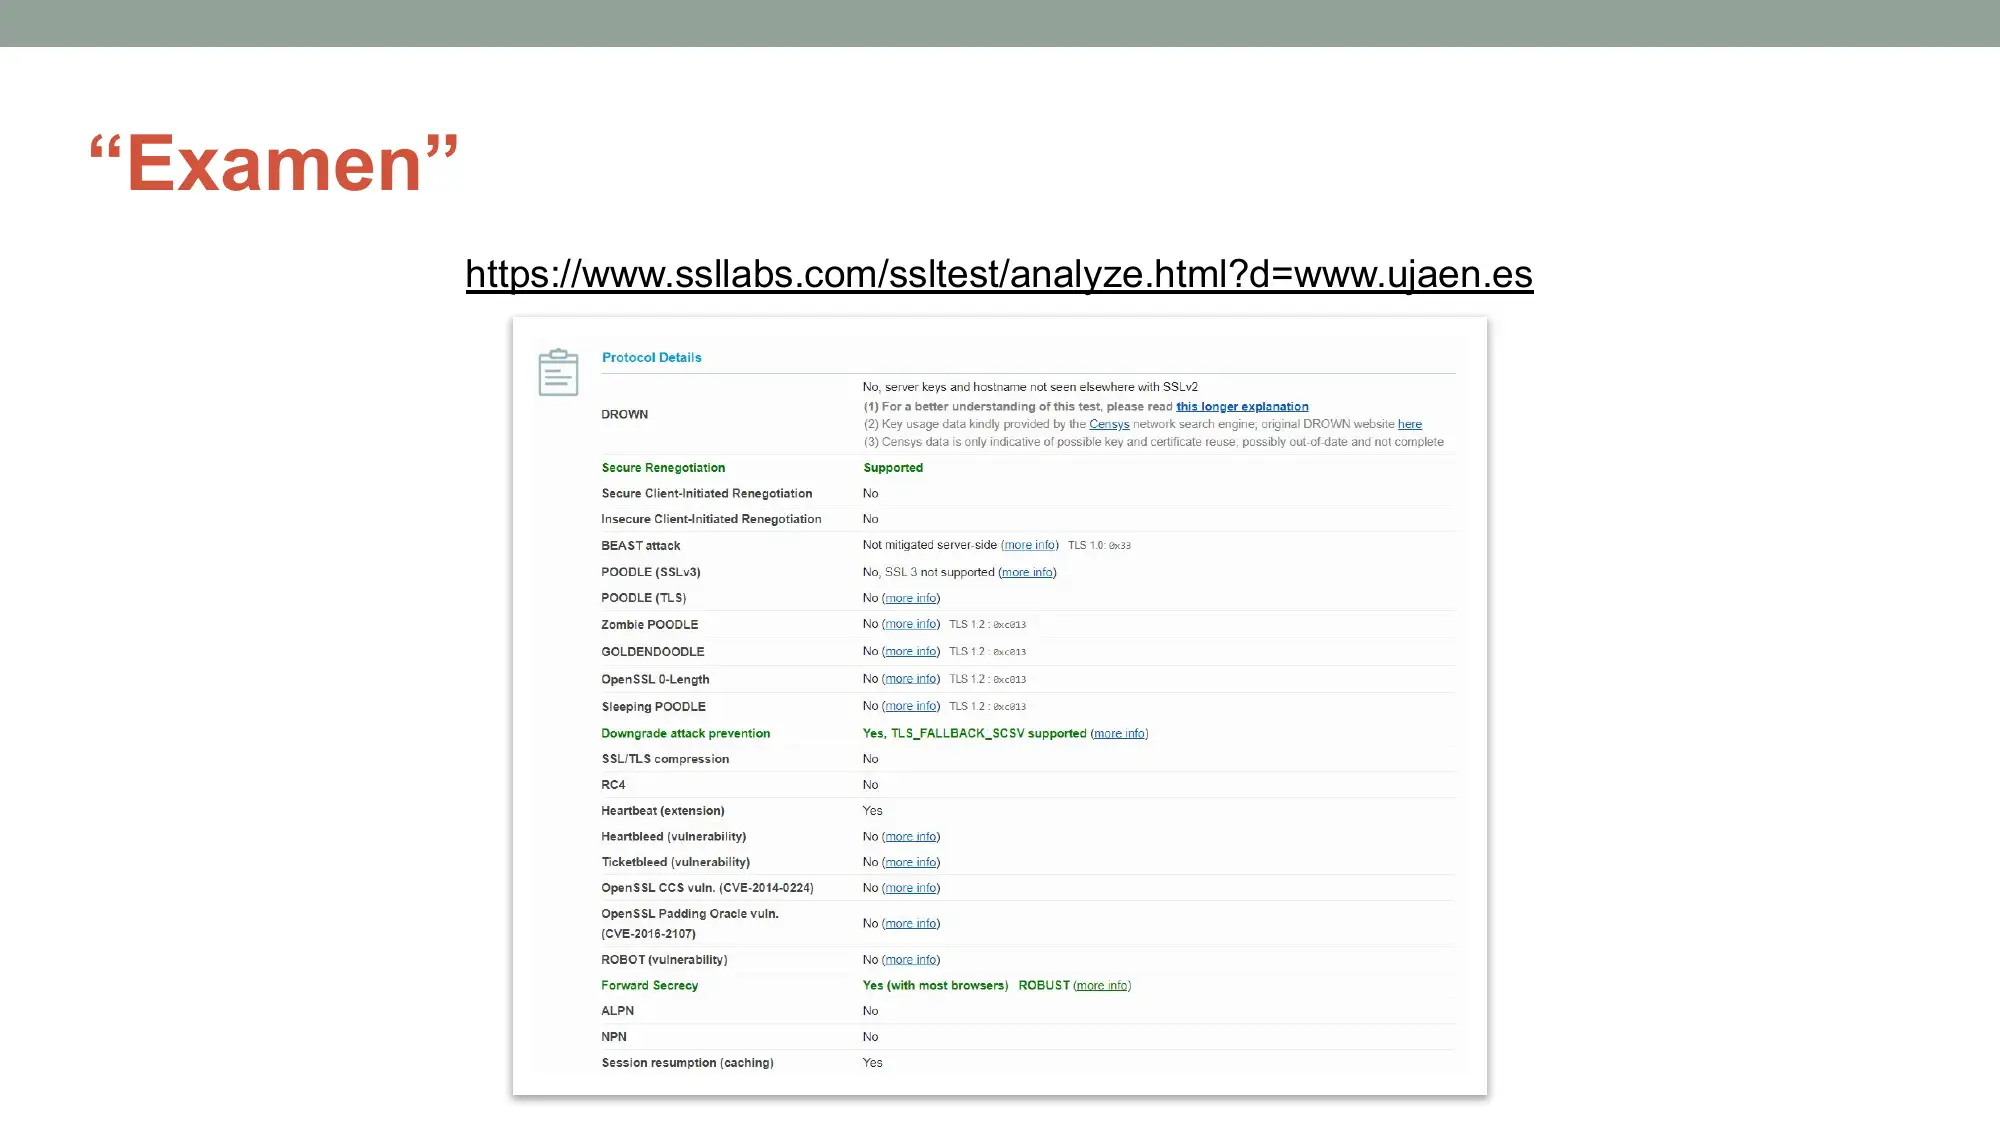 “Examen”
https://www.ssllabs.com/ssltest/analyze.html?d=www.ujaen.es
Protocol Details
DROWN
No, server keys and hostname not seen elsewhere with SSLv2
(1) For a better understanding of this test, please read this longer explanation
(2) Key usage data kindly provided by the Censys network search engine; original DROWN website here
(3) Censys data is only indicative of possible key and certificate reuse; possibly out-of-date and not complete
Secure Renegotiation Supported
Secure Client-Initiated Renegotiation No
Insecure Client-Initiated Renegotiation No
BEAST attack Not mitigated server-side (more info) TLS 1.0: 0x33
POODLE (SSLv3) No, SSL 3 not supported (more info)
POODLE (TLS) No (more info)
Zombie POODLE No (more info) TLS 1.2 : 0xc013
GOLDENDOODLE No (more info) TLS 1.2 : 0xc013
OpenSSL 0-Length No (more info) TLS 1.2 : 0xc013
Sleeping POODLE No (more info) TLS 1.2 : 0xc013
Downgrade attack prevention Yes, TLS_FALLBACK_SCSV supported (more info)
SSL/TLS compression No
RC4 No
Heartbeat (extension) Yes
Heartbleed (vulnerability) No (more info)
Ticketbleed (vulnerability) No (more info)
OpenSSL CCS vuln. (CVE-2014-0224) No (more info)
OpenSSL Padding Oracle vuln.
(CVE-2016-2107) No (more info)
ROBOT (vulnerability) No (more info)
Forward Secrecy Yes (with most browsers) ROBUST (more info)
ALPN No
NPN No
Session resumption (caching) Yes